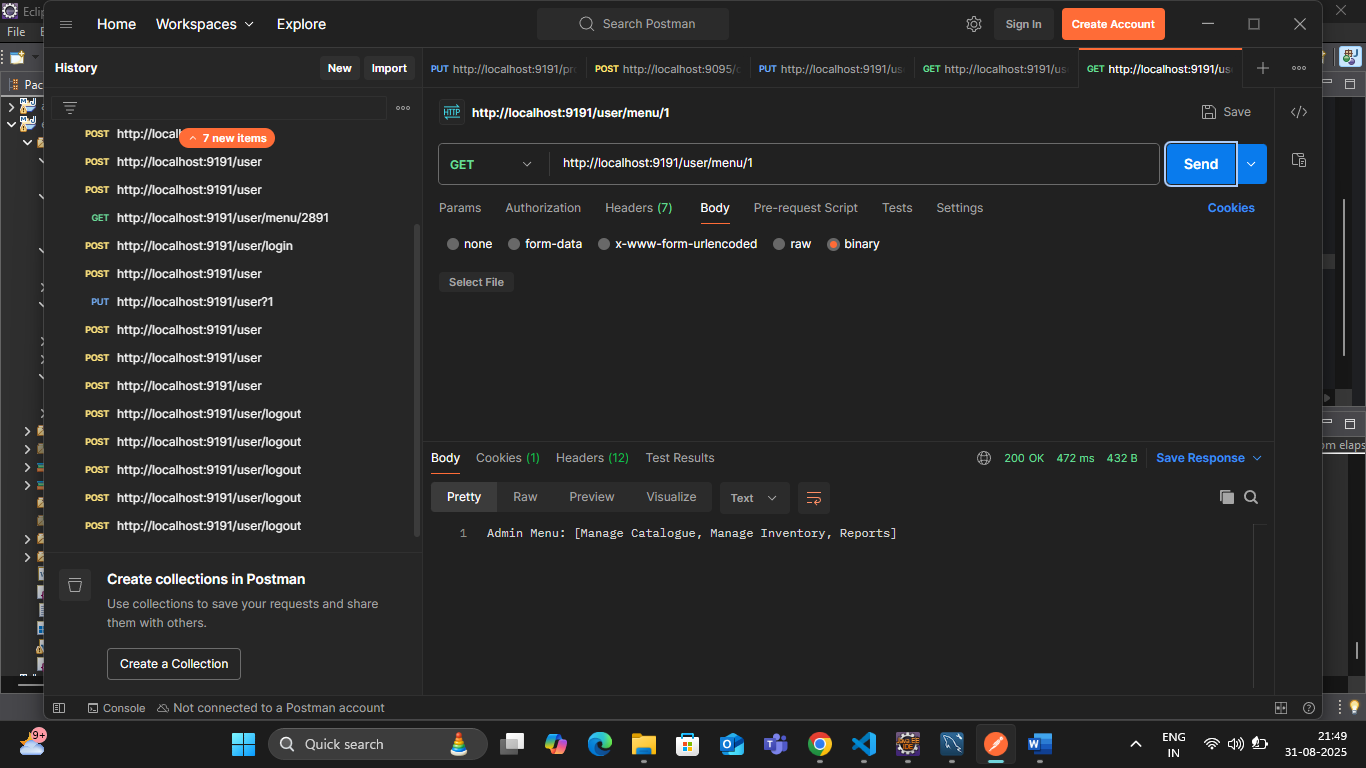 Eclip
File
Pac
Home
Workspaces
Explore
Search Postman
Sign In
Create Account
History
New
Import
PUT http://localhost:9191/pr
POST http://localhost:9095/
PUT http://localhost:9191/us
GET http://localhost:9191/us
GET http://localhost:9191/us
HTTP http://localhost:9191/user/menu/1
Save
GET
http://localhost:9191/user/menu/1
Send
Params
Authorization
Headers (7)
Body
Pre-request Script
Tests
Settings
Cookies
none
form-data
x-www-form-urlencoded
raw
binary
Select File
POST http://local
7 new items
POST http://localhost:9191/user
POST http://localhost:9191/user
GET http://localhost:9191/user/menu/2891
POST http://localhost:9191/user/login
POST http://localhost:9191/user
PUT http://localhost:9191/user?1
POST http://localhost:9191/user
POST http://localhost:9191/user
POST http://localhost:9191/user
POST http://localhost:9191/user/logout
POST http://localhost:9191/user/logout
POST http://localhost:9191/user/logout
POST http://localhost:9191/user/logout
POST http://localhost:9191/user/logout
Body
Cookies (1)
Headers (12)
Test Results
200 OK
472 ms
432 B
Save Response
om elaps
Pretty
Raw
Preview
Visualize
Text
1 Admin Menu: [Manage Catalogue, Manage Inventory, Reports]
Create collections in Postman
Use collections to save your requests and share
them with others.
Create a Collection
Console
Not connected to a Postman account
9+
Quick search
ENG
IN
21:49
31-08-2025